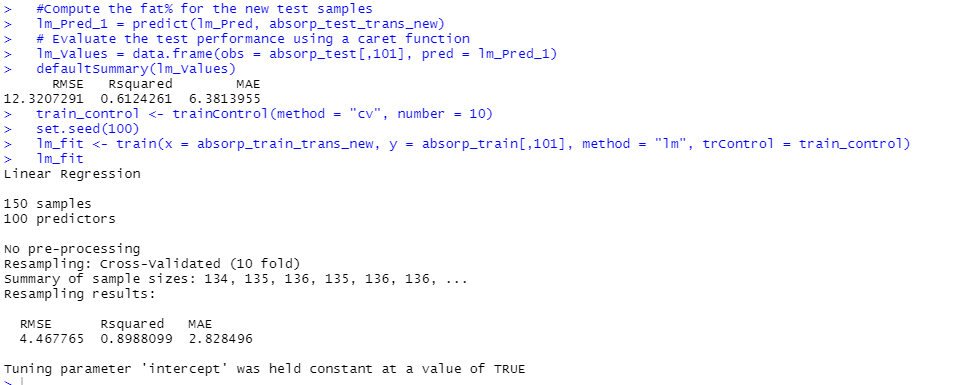 >   #Compute the fat% for the new test samples
>   lm_Pred_1 = predict(lm_Pred, absorp_test_trans_new)
>   # Evaluate the test performance using a caret function
>   lm_Values = data.frame(obs = absorp_test[,101], pred = lm_Pred_1)
>   defaultSummary(lm_Values)
      RMSE   Rsquared        MAE
12.3207291  0.6124261  6.3813955
>   train_control <- trainControl(method = "cv", number = 10)
>   set.seed(100)
>   lm_fit <- train(x = absorp_train_trans_new, y = absorp_train[,101], method = "lm", trControl = train_control)
>   lm_fit
Linear Regression
150 samples
100 predictors
No pre-processing
Resampling: Cross-Validated (10 fold)
Summary of sample sizes: 134, 135, 136, 135, 136, 136, ...
Resampling results:
  RMSE      Rsquared   MAE
  4.467765  0.8988099  2.828496
Tuning parameter 'intercept' was held constant at a value of TRUE
>